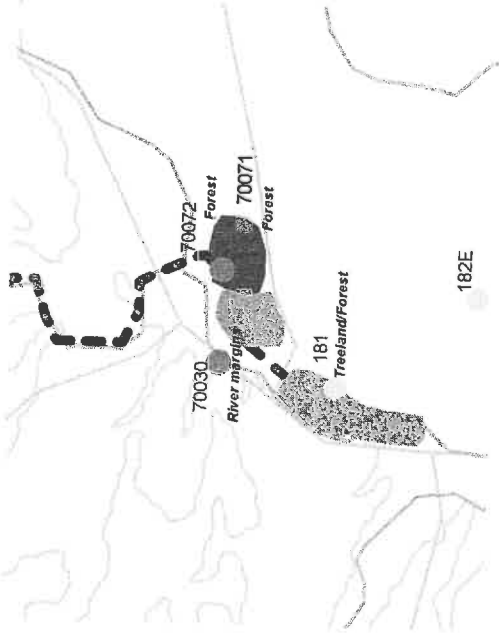 70072
Forest
70071
Forest
70030
River margins
181
Treeland/Forest
182E